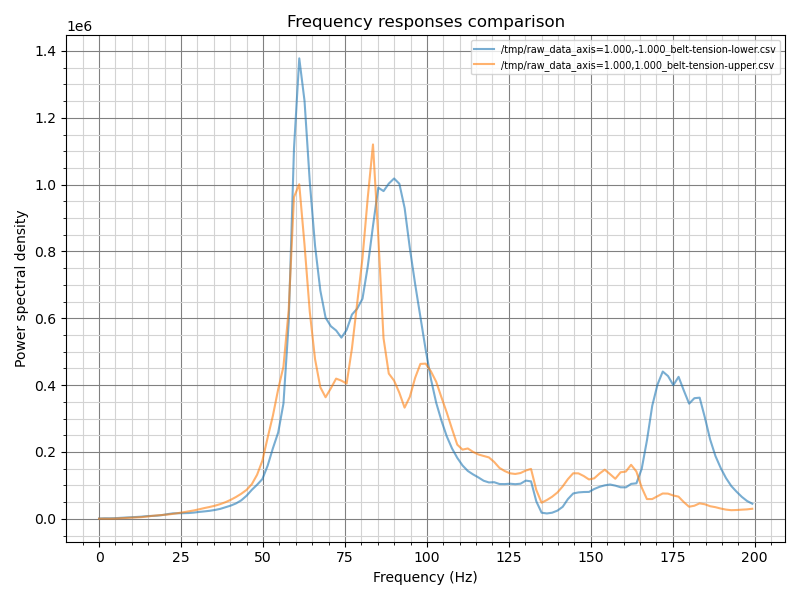 Frequency responses comparison
1e6
/tmp/raw_data_axis=1.000,-1.000_belt-tension-lower.csv
/tmp/raw_data_axis=1.000,1.000_belt-tension-upper.csv
1.4
1.2
1.0
0.8
0.6
0.4
0.2
0.0
Power spectral density
0 25 50 75 100 125 150 175 200
Frequency (Hz)